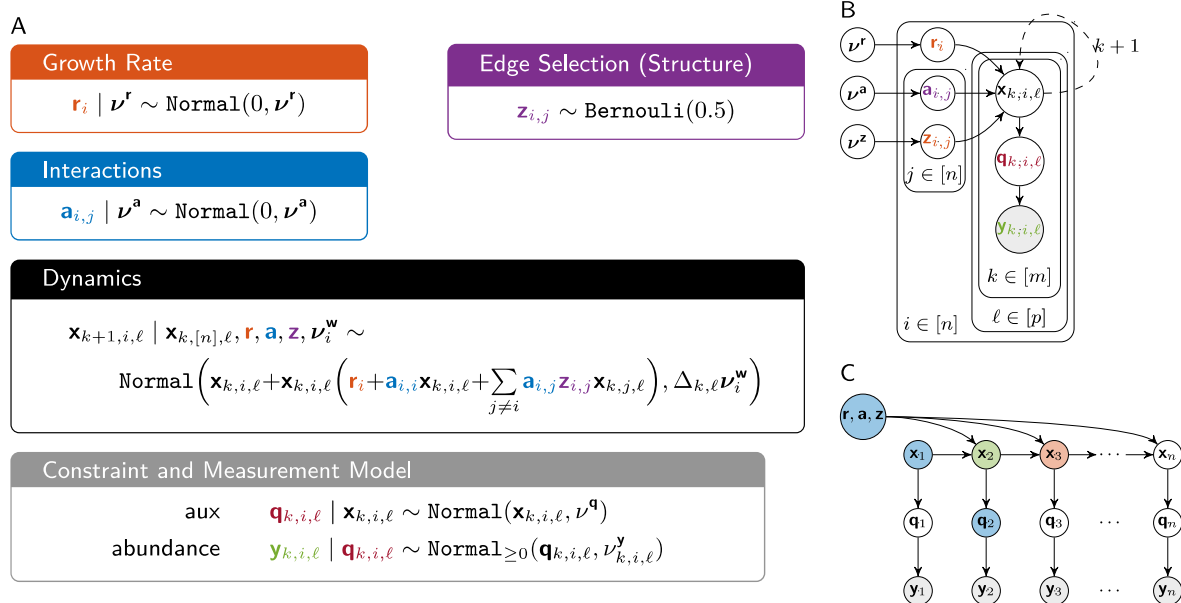 A
Growth Rate
r_i | ν^r ∼ Normal(0, ν^r)
Edge Selection (Structure)
z_{i,j} ∼ Bernouli(0.5)
Interactions
a_{i,j} | ν^a ∼ Normal(0, ν^a)
Dynamics
x_{k+1,i,ℓ} | x_{k,[n],ℓ}, r, a, z, ν_i^w ∼
Normal(x_{k,i,ℓ}+x_{k,i,ℓ}(r_i+a_{i,i}x_{k,i,ℓ}+∑_{j≠i} a_{i,j}z_{i,j}x_{k,j,ℓ}), Δ_{k,ℓ}ν_i^w)
Constraint and Measurement Model
aux q_{k,i,ℓ} | x_{k,i,ℓ} ∼ Normal(x_{k,i,ℓ}, ν^q)
abundance y_{k,i,ℓ} | q_{k,i,ℓ} ∼ Normal_{≥0}(q_{k,i,ℓ}, ν^y_{k,i,ℓ})
B
ν^r r_i k + 1
ν^a a_{i,j} x_{k;i,ℓ}
ν^z z_{i,j} q_{k;i,ℓ}
j ∈ [n]
y_{k;i,ℓ}
k ∈ [m]
i ∈ [n] ℓ ∈ [p]
C
r, a, z
x_1 x_2 x_3 ··· x_n
q_1 q_2 q_3 ··· q_n
y_1 y_2 y_3 ··· y_n